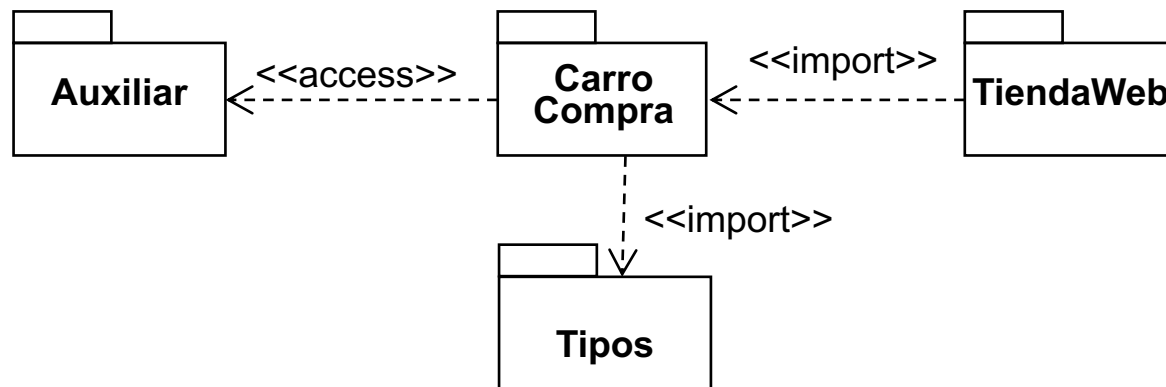 Auxiliar
<<access>>
Carro
Compra
<<import>>
TiendaWeb
<<import>>
Tipos